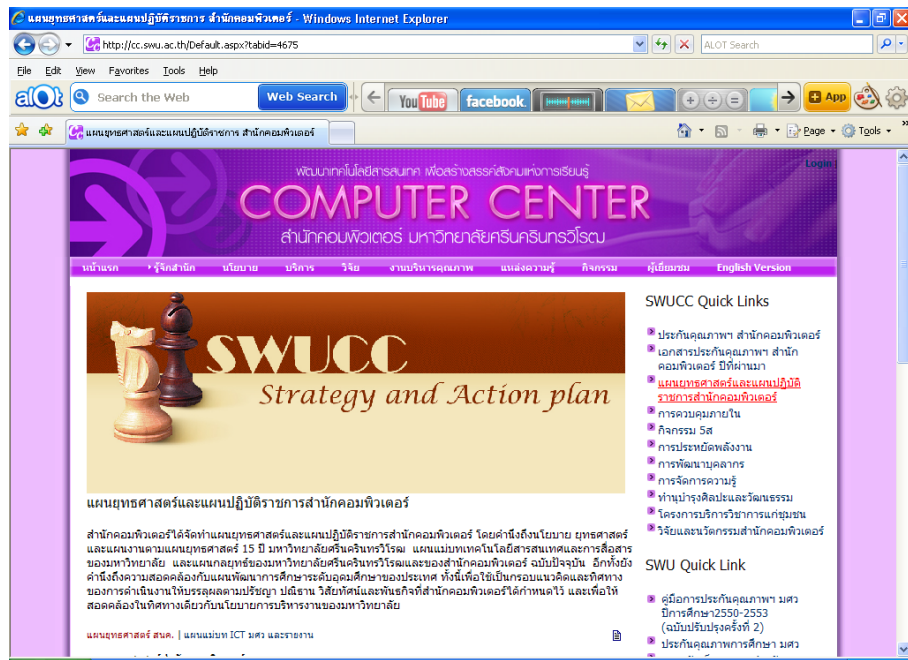 แผนยุทธศาสตร์และแผนปฏิบัติราชการ สำนักคอมพิวเตอร์ - Windows Internet Explorer
http://cc.swu.ac.th/Default.aspx?tabid=4675
ALOT Search
File Edit View Favorites Tools Help
alot Search the Web Web Search YouTube facebook App
แผนยุทธศาสตร์และแผนปฏิบัติราชการ สำนักคอมพิวเตอร์
Page Tools
Login
พัฒนาเทคโนโลยีสารสนเทศ เพื่อสร้างสรรค์สังคมแห่งการเรียนรู้
COMPUTER CENTER
สำนักคอมพิวเตอร์ มหาวิทยาลัยศรีนครินทรวิโรฒ
หน้าแรก รู้จักสำนัก นโยบาย บริการ วิจัย งานบริหารคุณภาพ แหล่งความรู้ กิจกรรม ผู้เยี่ยมชม English Version
SWUCC
Strategy and Action plan
แผนยุทธศาสตร์และแผนปฏิบัติราชการสำนักคอมพิวเตอร์
สำนักคอมพิวเตอร์ได้จัดทำแผนยุทธศาสตร์และแผนปฏิบัติราชการสำนักคอมพิวเตอร์ โดยคำนึงถึงนโยบาย ยุทธศาสตร์
และแผนงานตามแผนยุทธศาสตร์ 15 ปี มหาวิทยาลัยศรีนครินทรวิโรฒ แผนแม่บทเทคโนโลยีสารสนเทศและการสื่อสาร
ของมหาวิทยาลัย และแผนกลยุทธ์ของมหาวิทยาลัยศรีนครินทรวิโรฒและของสำนักคอมพิวเตอร์ ฉบับปัจจุบัน อีกทั้งยัง
คำนึงถึงความสอดคล้องกับแผนพัฒนาการศึกษาระดับอุดมศึกษาของประเทศ ทั้งนี้เพื่อใช้เป็นกรอบแนวคิดและทิศทาง
ของการดำเนินงานให้บรรลุผลตามปรัชญา ปณิธาน วิสัยทัศน์และพันธกิจที่สำนักคอมพิวเตอร์ได้กำหนดไว้ และเพื่อให้
สอดคล้องในทิศทางเดียวกับนโยบายการบริหารงานของมหาวิทยาลัย
แผนยุทธศาสตร์ สนค. | แผนแม่บท ICT มศว และรายงาน
SWUCC Quick Links
ประกันคุณภาพฯ สำนักคอมพิวเตอร์
เอกสารประกันคุณภาพฯ สำนัก
คอมพิวเตอร์ ปีที่ผ่านมา
แผนยุทธศาสตร์และแผนปฏิบัติ
ราชการสำนักคอมพิวเตอร์
การควบคุมภายใน
กิจกรรม 5ส
การประหยัดพลังงาน
การพัฒนาบุคลากร
การจัดการความรู้
ทำนุบำรุงศิลปะและวัฒนธรรม
โครงการบริการวิชาการแก่ชุมชน
วิจัยและนวัตกรรมสำนักคอมพิวเตอร์
SWU Quick Link
คู่มือการประกันคุณภาพฯ มศว
ปีการศึกษา2550-2553
(ฉบับปรับปรุงครั้งที่ 2)
ประกันคุณภาพการศึกษา มศว